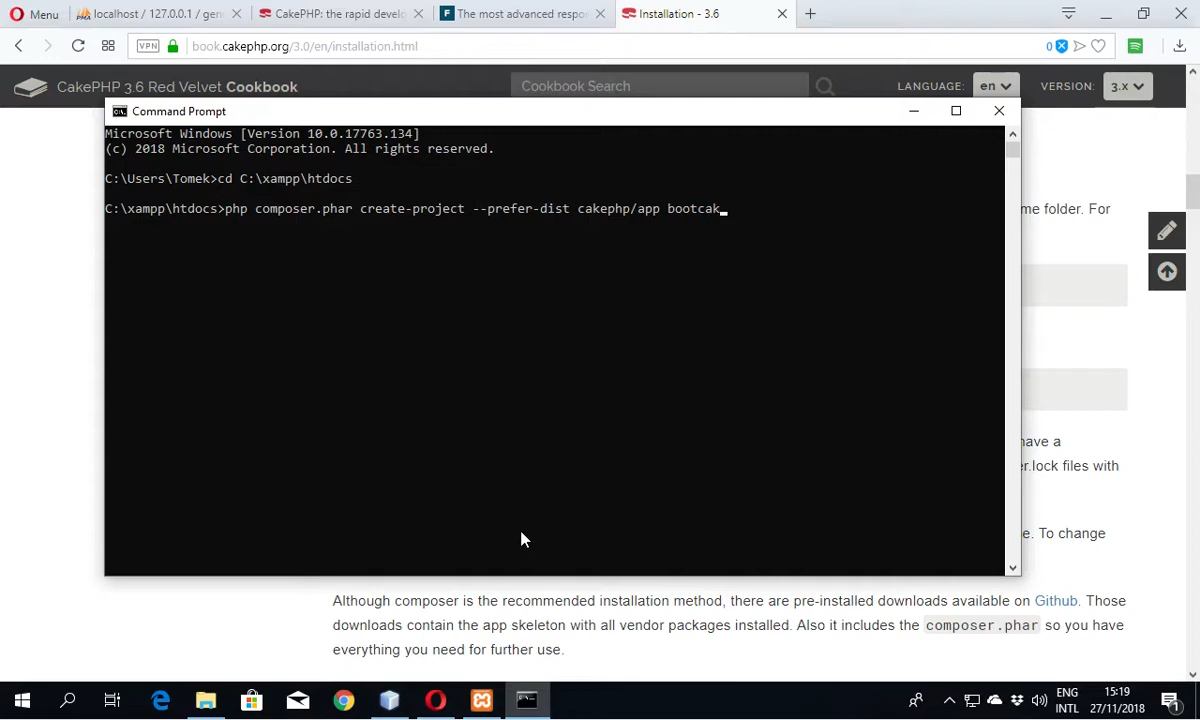 Menu
localhost / 127.0.0.1 / gen
CakePHP: the rapid develo
The most advanced respo
Installation - 3.6
VPN
book.cakephp.org/3.0/en/installation.html
0
CakePHP 3.6 Red Velvet Cookbook
Cookbook Search
LANGUAGE:
en
VERSION:
3.x
Command Prompt
Microsoft Windows [Version 10.0.17763.134]
(c) 2018 Microsoft Corporation. All rights reserved.
C:\Users\Tomek>cd C:\xampp\htdocs
C:\xampp\htdocs>php composer.phar create-project --prefer-dist cakephp/app bootcak_
me folder. For
have a
er.lock files with
e. To change
Although composer is the recommended installation method, there are pre-installed downloads available on Github. Those
downloads contain the app skeleton with all vendor packages installed. Also it includes the composer.phar so you have
everything you need for further use.
ENG
INTL
15:19
27/11/2018
1